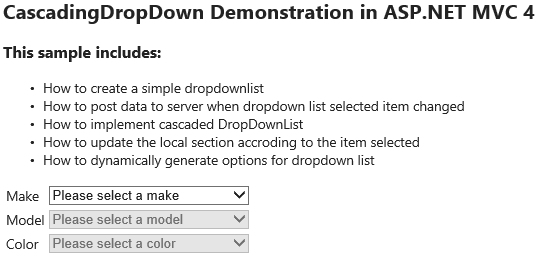 CascadingDropDown Demonstration in ASP.NET MVC 4
This sample includes:
• How to create a simple dropdownlist
• How to post data to server when dropdown list selected item changed
• How to implement cascaded DropDownList
• How to update the local section accroding to the item selected
• How to dynamically generate options for dropdown list
Make Please select a make
Model Please select a model
Color Please select a color